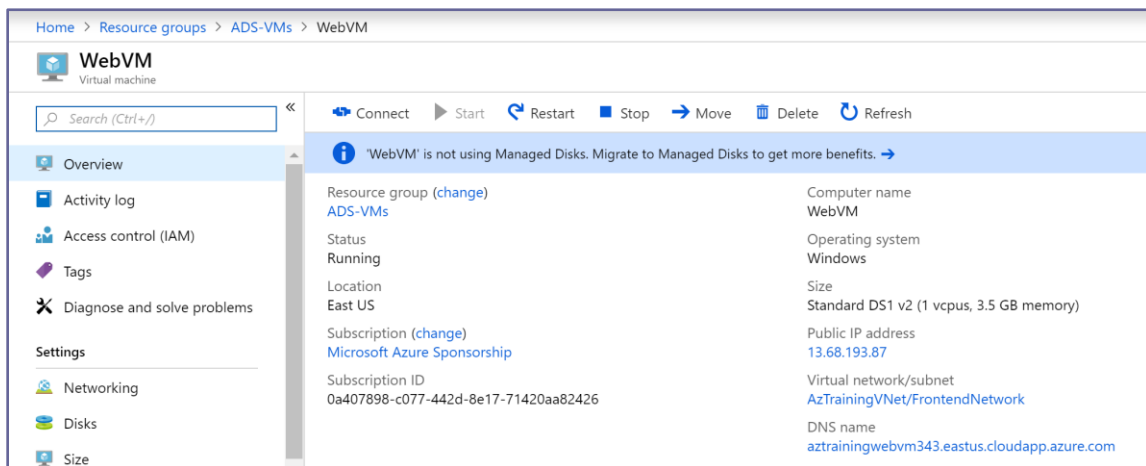 Home > Resource groups > ADS-VMs > WebVM
WebVM
Virtual machine
Search (Ctrl+/)
«
Overview
Activity log
Access control (IAM)
Tags
Diagnose and solve problems
Settings
Networking
Disks
Size
Connect Start Restart Stop Move Delete Refresh
'WebVM' is not using Managed Disks. Migrate to Managed Disks to get more benefits. →
Resource group (change)
ADS-VMs
Status
Running
Location
East US
Subscription (change)
Microsoft Azure Sponsorship
Subscription ID
0a407898-c077-442d-8e17-71420aa82426
Computer name
WebVM
Operating system
Windows
Size
Standard DS1 v2 (1 vcpus, 3.5 GB memory)
Public IP address
13.68.193.87
Virtual network/subnet
AzTrainingVNet/FrontendNetwork
DNS name
aztrainingwebvm343.eastus.cloudapp.azure.com